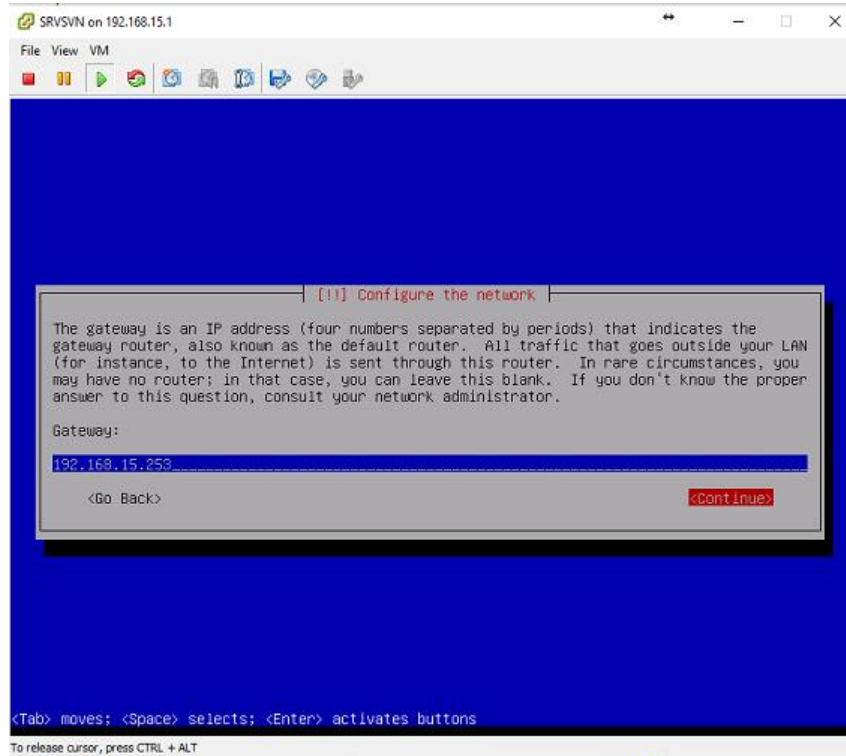 SRVSVN on 192.168.15.1
File View VM
[!!] Configure the network
The gateway is an IP address (four numbers separated by periods) that indicates the
gateway router, also known as the default router.  All traffic that goes outside your LAN
(for instance, to the Internet) is sent through this router.  In rare circumstances, you
may have no router; in that case, you can leave this blank.  If you don't know the proper
answer to this question, consult your network administrator.
Gateway:
192.168.15.253
<Go Back> <Continue>
<Tab> moves; <Space> selects; <Enter> activates buttons
To release cursor, press CTRL + ALT